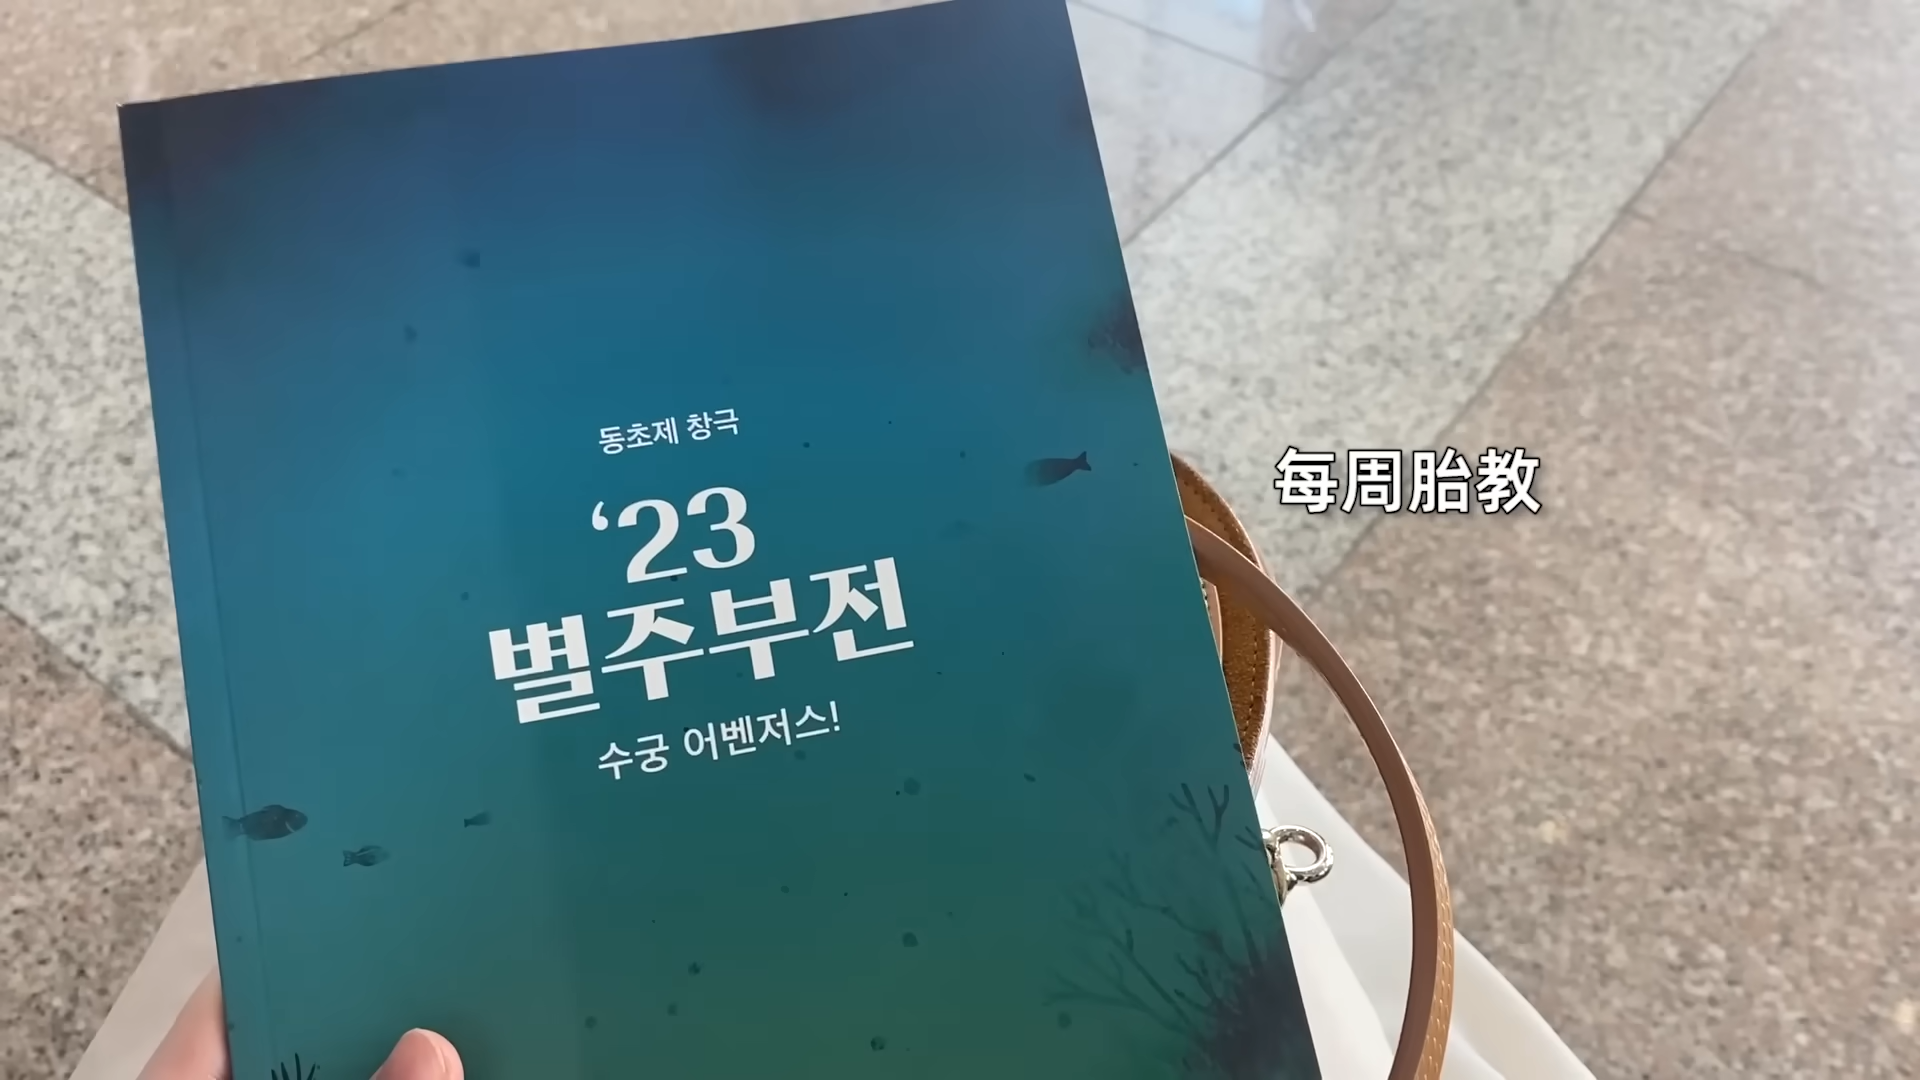 동초제 창극
‘23
별주부전
수궁 어벤저스!
每周胎教